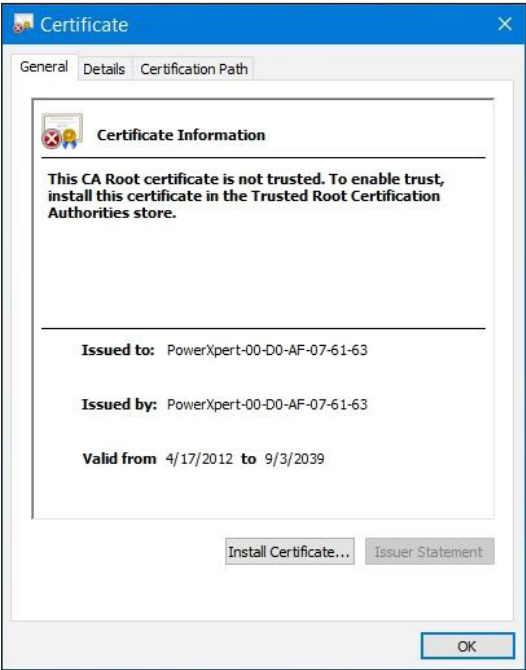 Certificate
General Details Certification Path
Certificate Information
This CA Root certificate is not trusted. To enable trust,
install this certificate in the Trusted Root Certification
Authorities store.
Issued to: PowerXpert-00-D0-AF-07-61-63
Issued by: PowerXpert-00-D0-AF-07-61-63
Valid from 4/17/2012 to 9/3/2039
Install Certificate... Issuer Statement
OK